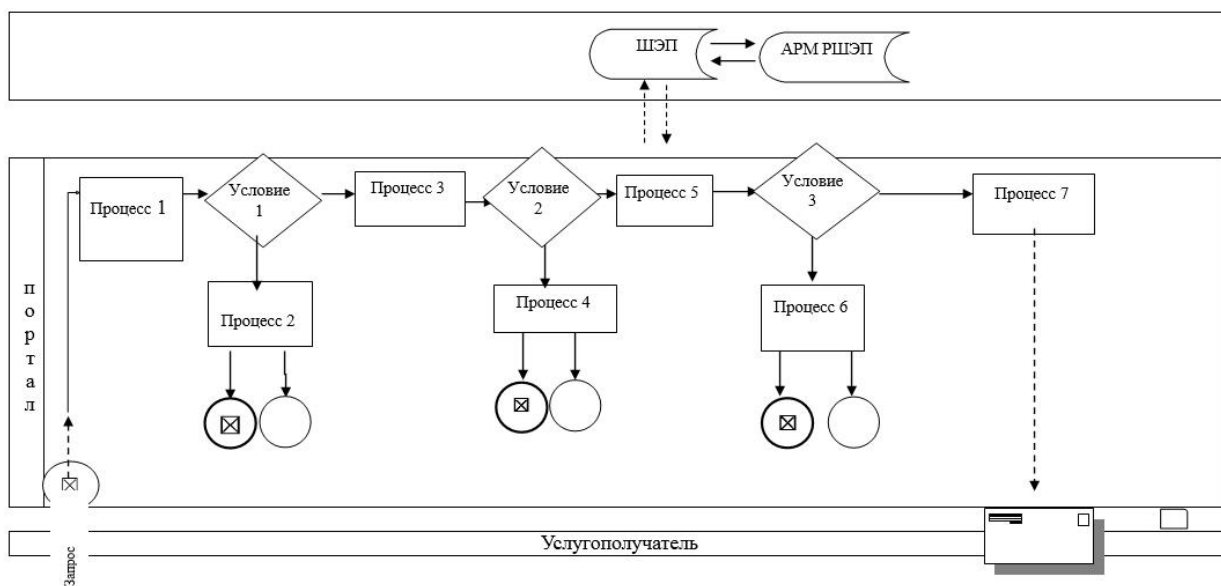 ШЭП
АРМ РШЭП
портал
Процесс 1
Условие
1
Процесс 3
Условие
2
Процесс 5
Условие
3
Процесс 7
Процесс 2
Процесс 4
Процесс 6
Запрос
Услугополучатель